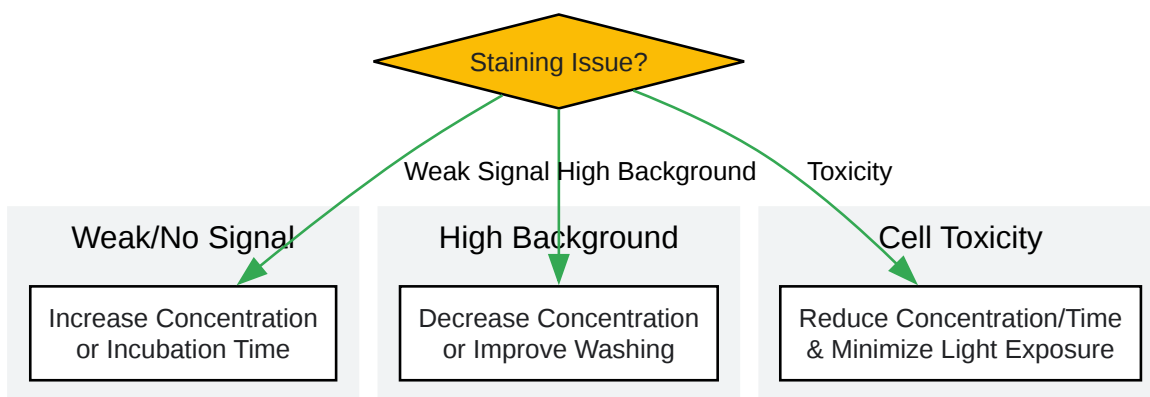 Staining Issue?
Weak Signal
High Background
Toxicity
Weak/No Signal
High Background
Cell Toxicity
Increase Concentration
or Incubation Time
Decrease Concentration
or Improve Washing
Reduce Concentration/Time
& Minimize Light Exposure